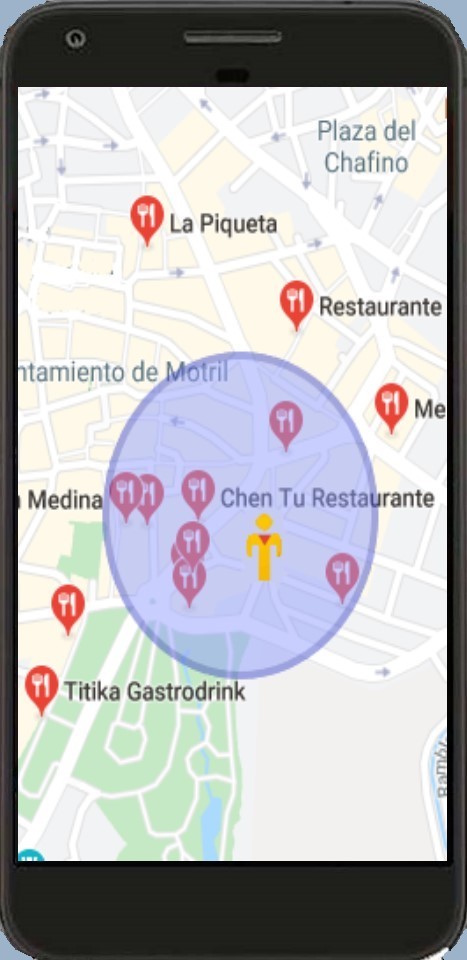 Plaza del
Chafino
La Piqueta
Restaurante
ntamiento de Motril
Me
Medina
Chen Tu Restaurante
Titika Gastrodrink